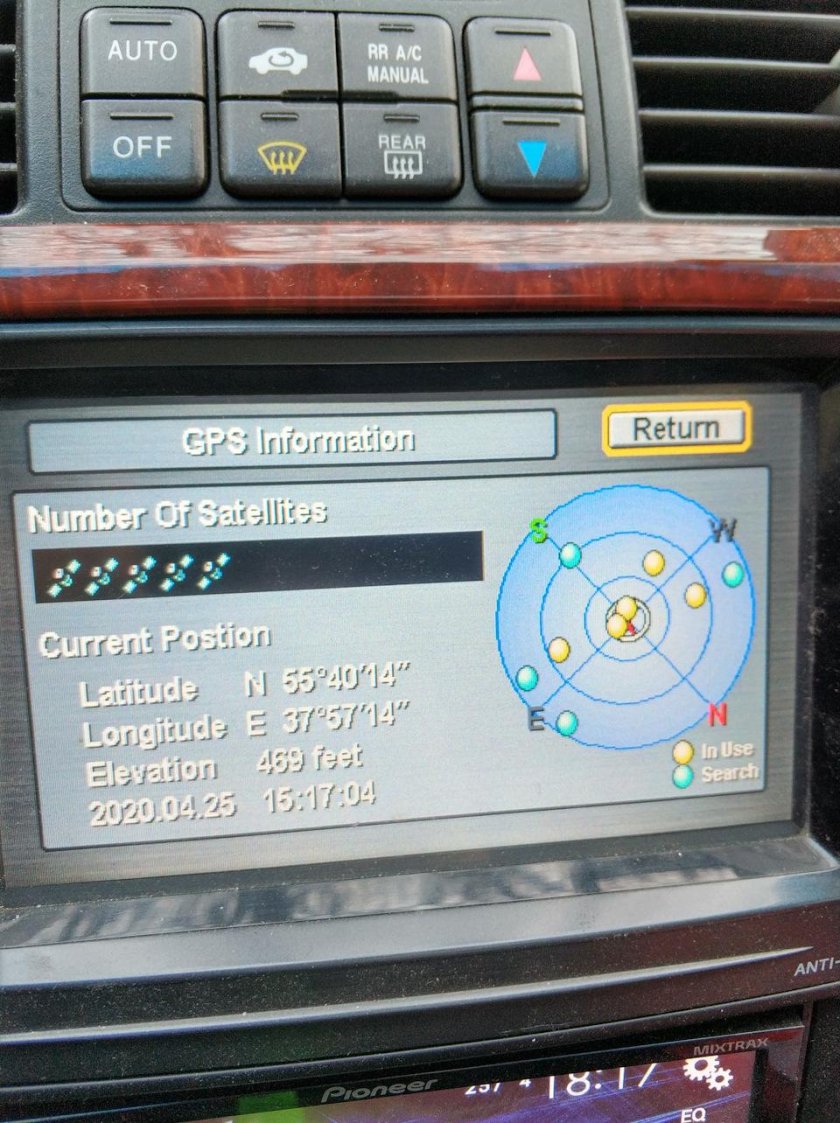 AUTO
RR A/C
MANUAL
OFF
REAR
GPS Information
Return
Number Of Satellites
S
W
Current Postion
Latitude N 55°40'14"
Longitude E 37°57'14"
E
N
Elevation 469 feet
In Use
Search
2020.04.25 15:17:04
ANTI-
MIXTRAX
Pioneer
18:17
EQ